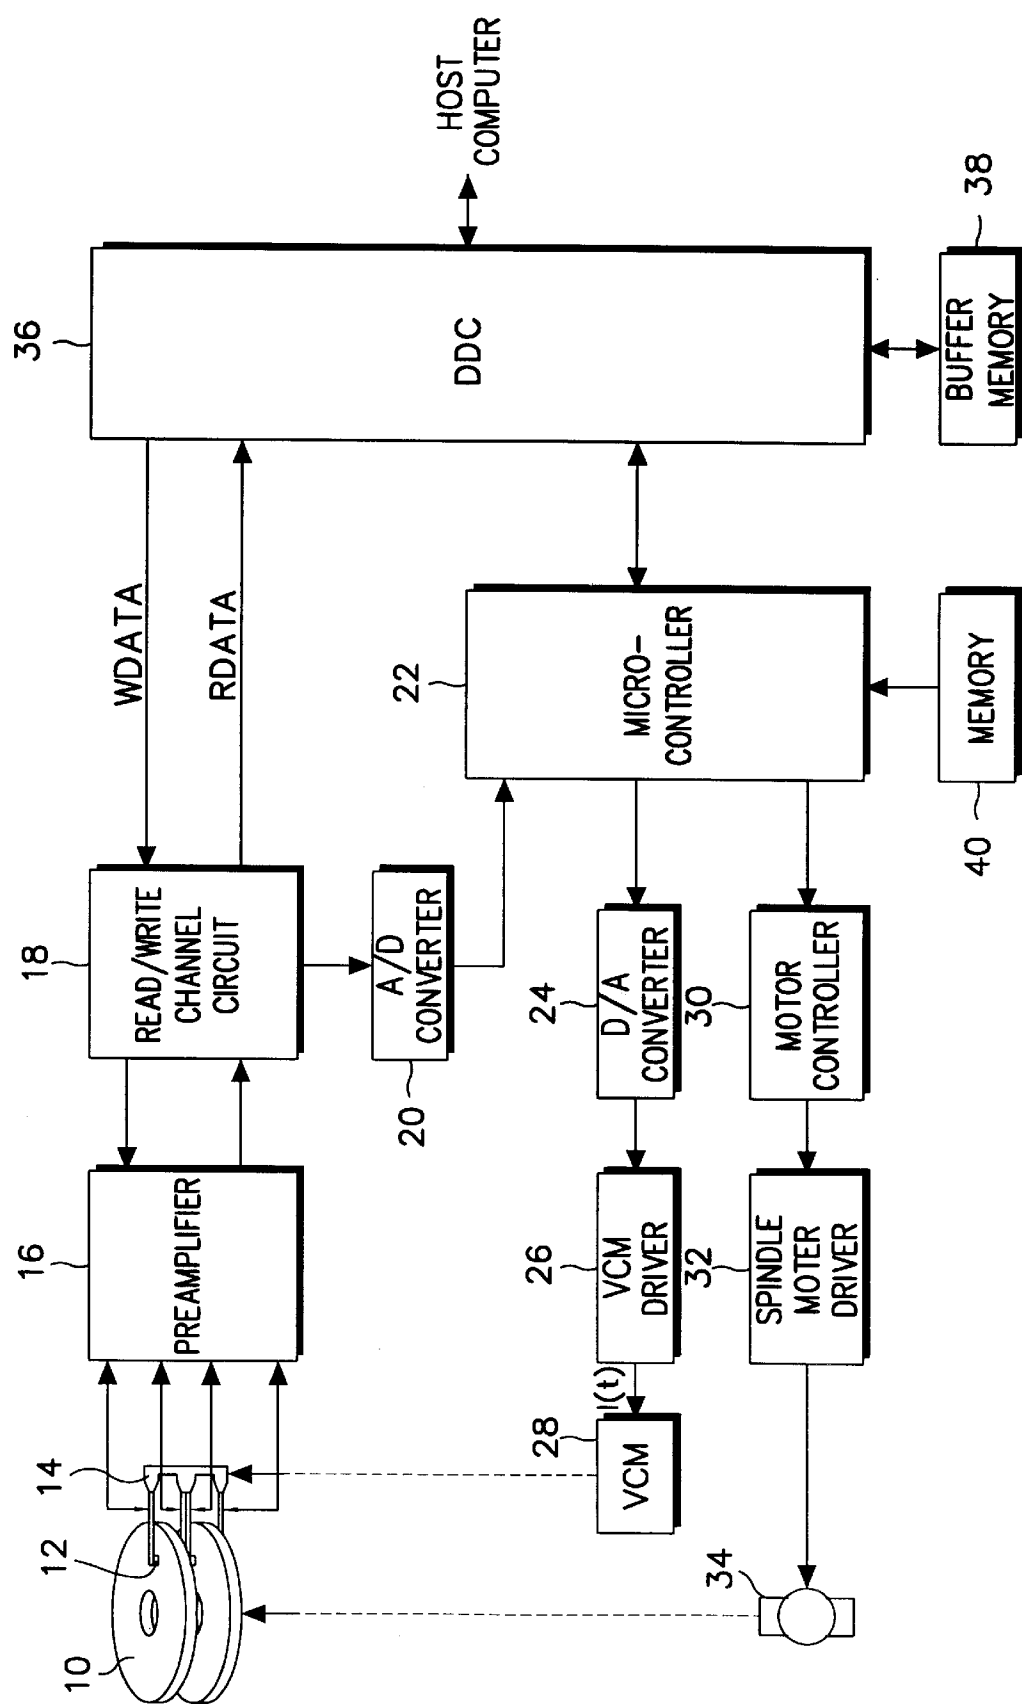 10
12
14
16
PREAMPLIFIER
18
READ/WRITE
CHANNEL
CIRCUIT
WDATA
RDATA
36
DDC
HOST
COMPUTER
20
A/D
CONVERTER
22
MICRO-
CONTROLLER
24
D/A
CONVERTER
26
VCM
DRIVER
I(t)
28
VCM
30
MOTOR
CONTROLLER
32
SPINDLE
MOTER
DRIVER
34
40
MEMORY
38
BUFFER
MEMORY